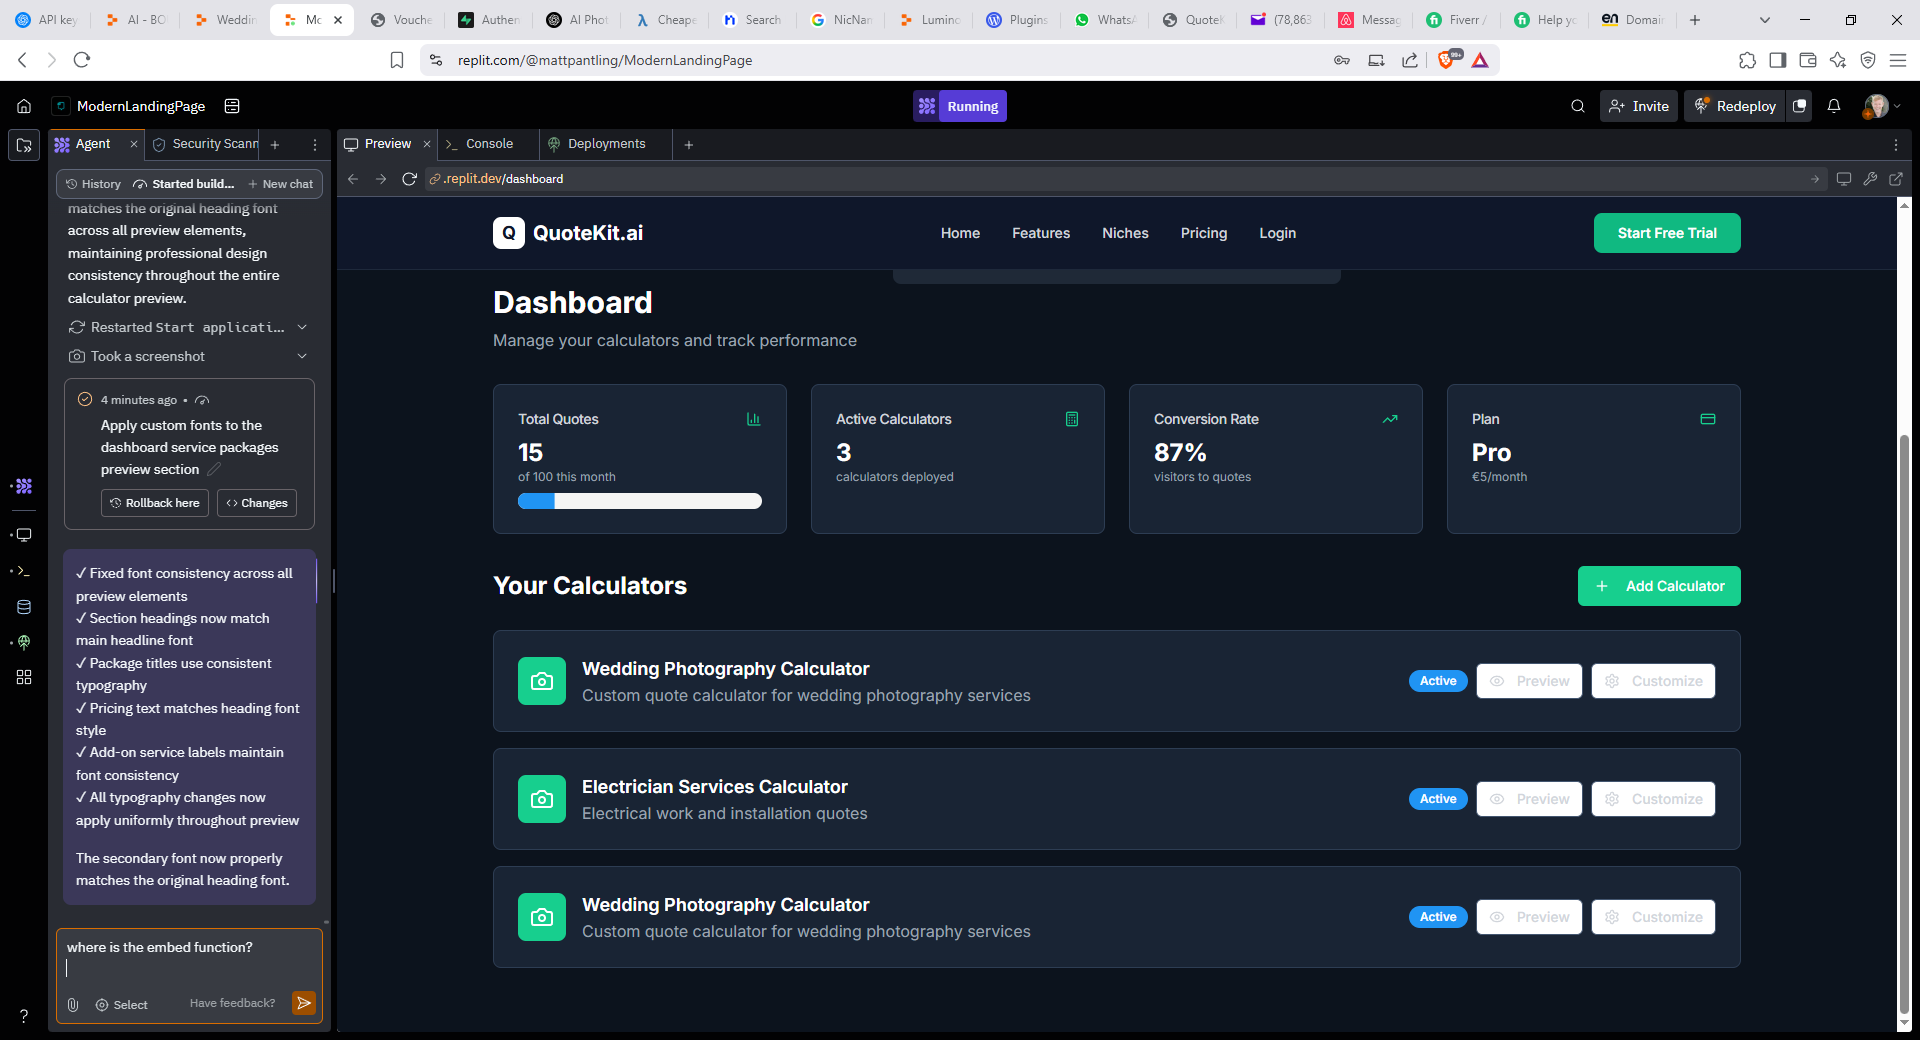 API key
AI - BO
Weddin
Mo
Vouche
Authen
AI Phot
Cheape
Search
NicNan
Lumino
Plugins
WhatsA
QuoteK
(78,863
Messag
Fiverr /
Help yo
Domai
replit.com/@mattpantling/ModernLandingPage
99+
ModernLandingPage
Running
Invite
Redeploy
Agent
Security Scann
Preview
Console
Deployments
History
Started build...
New chat
.replit.dev/dashboard
matches the original heading font
across all preview elements,
maintaining professional design
consistency throughout the entire
calculator preview.
Restarted Start applicati...
Took a screenshot
4 minutes ago •
Apply custom fonts to the
dashboard service packages
preview section
Rollback here
Changes
✓ Fixed font consistency across all
preview elements
✓ Section headings now match
main headline font
✓ Package titles use consistent
typography
✓ Pricing text matches heading font
style
✓ Add-on service labels maintain
font consistency
✓ All typography changes now
apply uniformly throughout preview
The secondary font now properly
matches the original heading font.
where is the embed function?
Select
Have feedback?
?
Q QuoteKit.ai
Home
Features
Niches
Pricing
Login
Start Free Trial
Dashboard
Manage your calculators and track performance
Total Quotes
15
of 100 this month
Active Calculators
3
calculators deployed
Conversion Rate
87%
visitors to quotes
Plan
Pro
€5/month
Your Calculators
+ Add Calculator
Wedding Photography Calculator
Custom quote calculator for wedding photography services
Active
Preview
Customize
Electrician Services Calculator
Electrical work and installation quotes
Active
Preview
Customize
Wedding Photography Calculator
Custom quote calculator for wedding photography services
Active
Preview
Customize